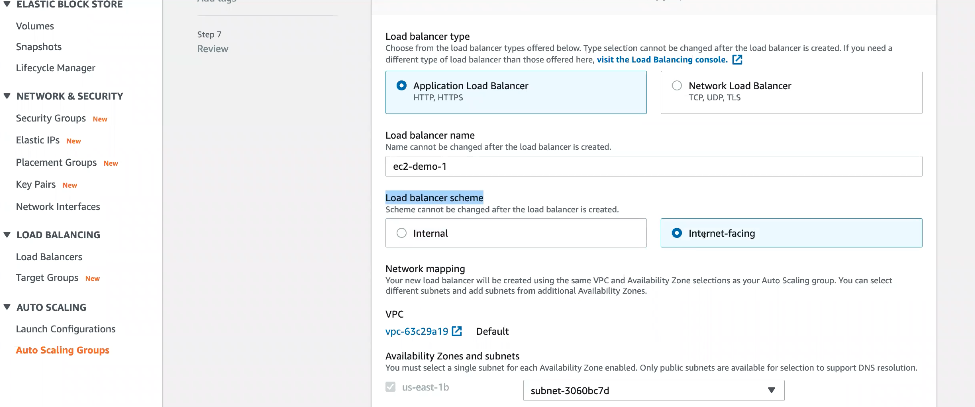 ELASTIC BLOCK STORE
Volumes
Snapshots
Lifecycle Manager
NETWORK & SECURITY
Security Groups New
Elastic IPs New
Placement Groups New
Key Pairs New
Network Interfaces
LOAD BALANCING
Load Balancers
Target Groups New
AUTO SCALING
Launch Configurations
Auto Scaling Groups
Add tags
Step 7
Review
Load balancer type
Choose from the load balancer types offered below. Type selection cannot be changed after the load balancer is created. If you need a
different type of load balancer than those offered here, visit the Load Balancing console.
Application Load Balancer
HTTP, HTTPS
Network Load Balancer
TCP, UDP, TLS
Load balancer name
Name cannot be changed after the load balancer is created.
ec2-demo-1
Load balancer scheme
Scheme cannot be changed after the load balancer is created.
Internal
Internet-facing
Network mapping
Your new load balancer will be created using the same VPC and Availability Zone selections as your Auto Scaling group. You can select
different subnets and add subnets from additional Availability Zones.
VPC
vpc-63c29a19 Default
Availability Zones and subnets
You must select a single subnet for each Availability Zone enabled. Only public subnets are available for selection to support DNS resolution.
us-east-1b
subnet-3060bc7d